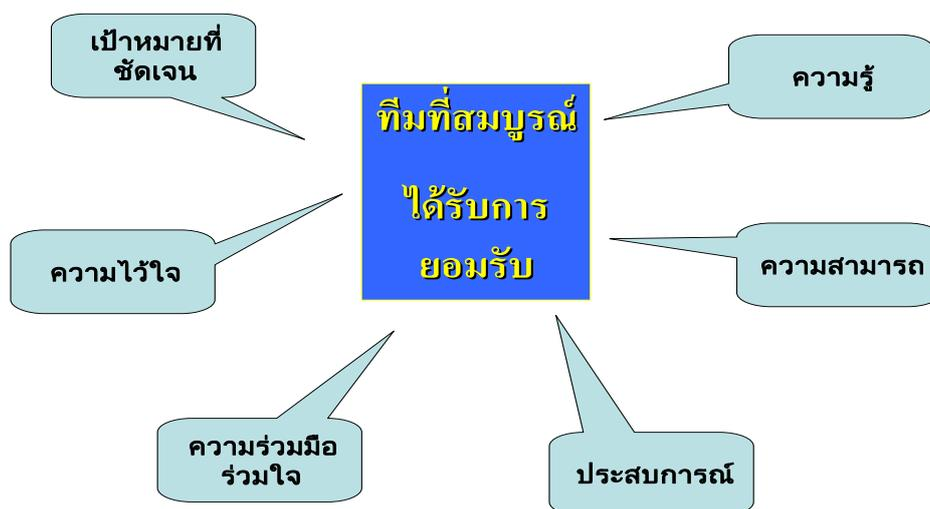 เป้าหมายที่
ชัดเจน
ความรู้
ทีมที่สมบูรณ์
ได้รับการ
ยอมรับ
ความไว้ใจ
ความสามารถ
ความร่วมมือ
ร่วมใจ
ประสบการณ์